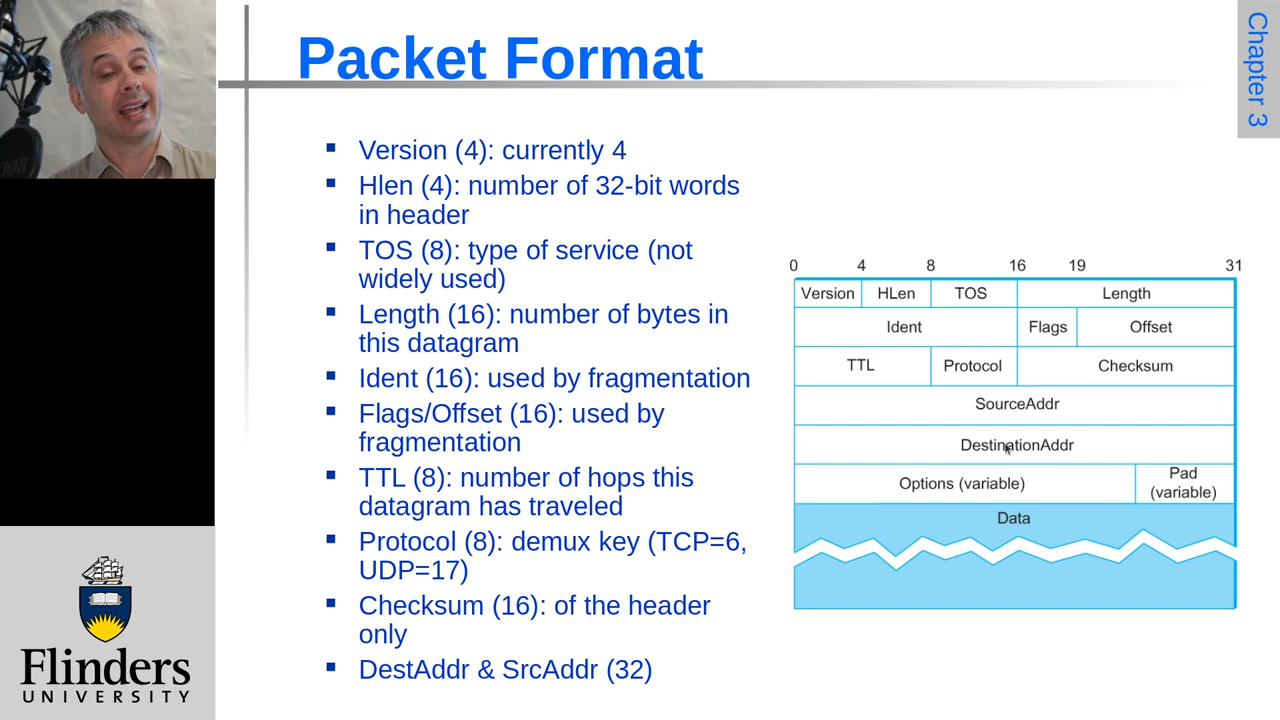 Packet Format
Chapter 3
Version (4): currently 4
Hlen (4): number of 32-bit words
in header
TOS (8): type of service (not
widely used)
Length (16): number of bytes in
this datagram
Ident (16): used by fragmentation
Flags/Offset (16): used by
fragmentation
TTL (8): number of hops this
datagram has traveled
Protocol (8): demux key (TCP=6,
UDP=17)
Checksum (16): of the header
only
DestAddr & SrcAddr (32)
0 4 8 16 19 31
Version HLen TOS Length
Ident Flags Offset
TTL Protocol Checksum
SourceAddr
DestinationAddr
Options (variable) Pad
(variable)
Data
Flinders
UNIVERSITY